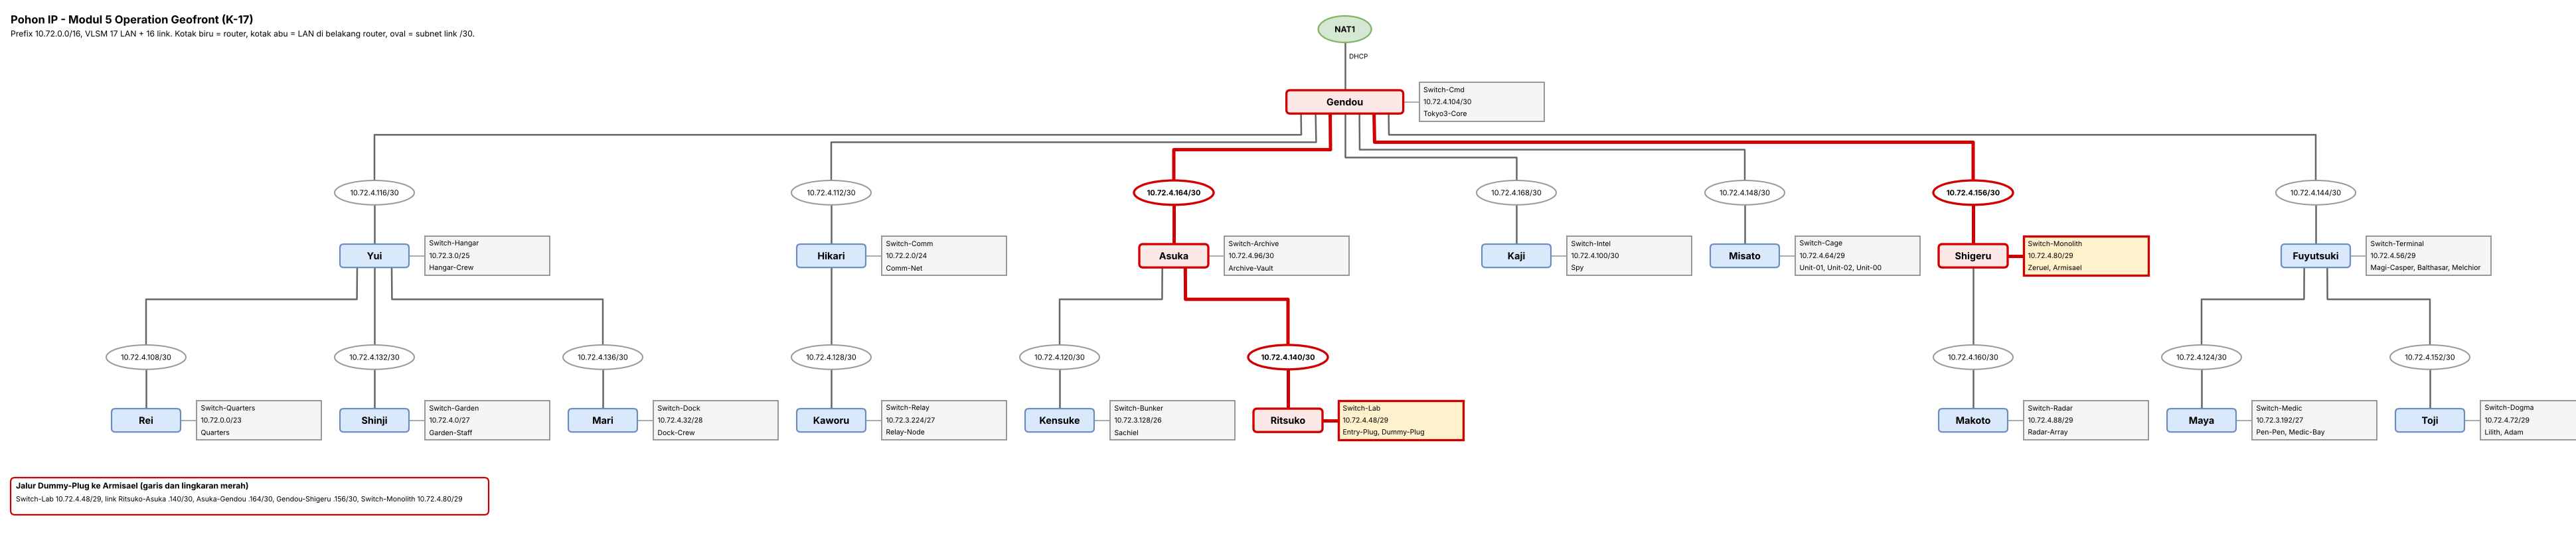 Pohon IP - Modul 5 Operation Geofront (K-17)
Prefix 10.72.0.0/16, VLSM 17 LAN + 16 link. Kotak biru = router, kotak abu = LAN di belakang router, oval = subnet link /30.
NAT1
DHCP
Gendou
Switch-Cmd
10.72.4.104/30
Tokyo3-Core
10.72.4.116/30
10.72.4.112/30
10.72.4.164/30
10.72.4.168/30
10.72.4.148/30
10.72.4.156/30
10.72.4.144/30
Yui
Switch-Hangar
10.72.3.0/25
Hangar-Crew
Hikari
Switch-Comm
10.72.2.0/24
Comm-Net
Asuka
Switch-Archive
10.72.4.96/30
Archive-Vault
Kaji
Switch-Intel
10.72.4.100/30
Spy
Misato
Switch-Cage
10.72.4.64/29
Unit-01, Unit-02, Unit-00
Shigeru
Switch-Monolith
10.72.4.80/29
Zeruel, Armisael
Fuyutsuki
Switch-Terminal
10.72.4.56/29
Magi-Casper, Balthasar, Melchior
10.72.4.108/30
10.72.4.132/30
10.72.4.136/30
10.72.4.128/30
10.72.4.120/30
10.72.4.140/30
10.72.4.160/30
10.72.4.124/30
10.72.4.152/30
Rei
Switch-Quarters
10.72.0.0/23
Quarters
Shinji
Switch-Garden
10.72.4.0/27
Garden-Staff
Mari
Switch-Dock
10.72.4.32/28
Dock-Crew
Kaworu
Switch-Relay
10.72.3.224/27
Relay-Node
Kensuke
Switch-Bunker
10.72.3.128/26
Sachiel
Ritsuko
Switch-Lab
10.72.4.48/29
Entry-Plug, Dummy-Plug
Makoto
Switch-Radar
10.72.4.88/29
Radar-Array
Maya
Switch-Medic
10.72.3.192/27
Pen-Pen, Medic-Bay
Toji
Switch-Dogma
10.72.4.72/29
Lilith, Adam
Jalur Dummy-Plug ke Armisael (garis dan lingkaran merah)
Switch-Lab 10.72.4.48/29, link Ritsuko-Asuka .140/30, Asuka-Gendou .164/30, Gendou-Shigeru .156/30, Switch-Monolith 10.72.4.80/29